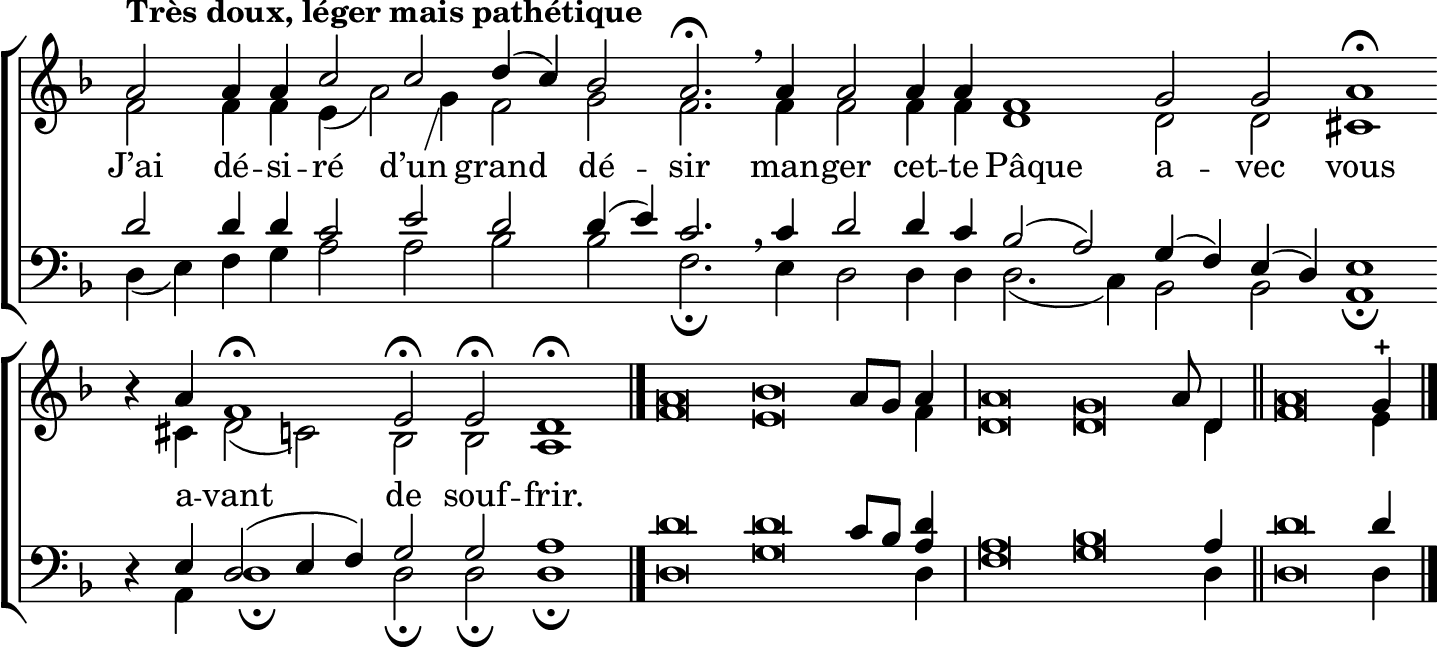 Très doux, léger mais pathétique
J’ai dé - si - ré d’un grand dé - sir manger cet - te Pâque a - vec vous
a - vant de souf - frir.